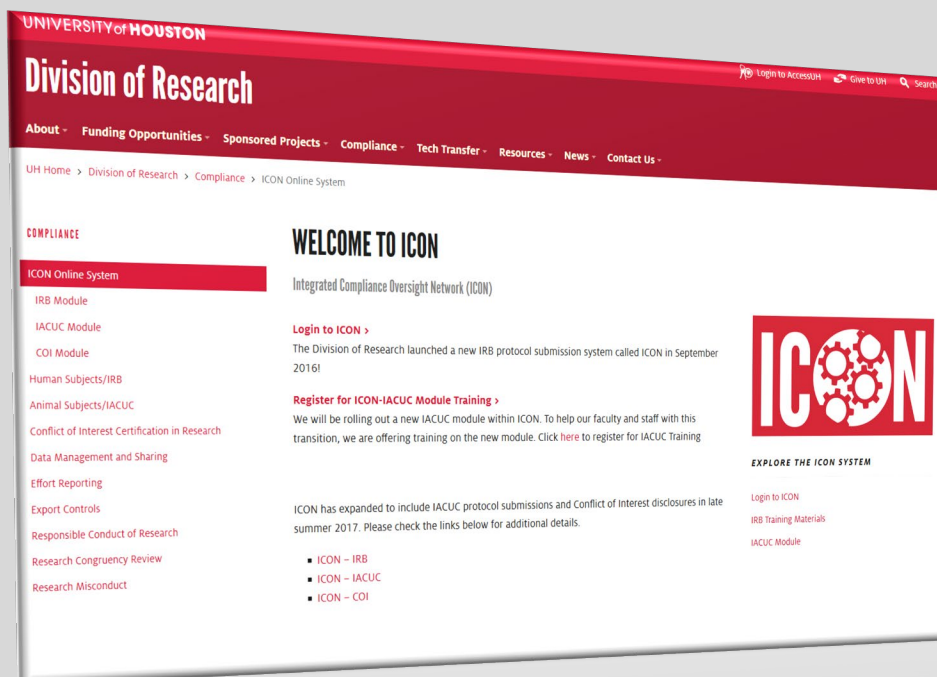 UNIVERSITY of HOUSTON
Login to AccessUH Give to UH Search
Division of Research
About Funding Opportunities Sponsored Projects Compliance Tech Transfer Resources News Contact Us
UH Home > Division of Research > Compliance > ICON Online System
COMPLIANCE
ICON Online System
IRB Module
IACUC Module
COI Module
Human Subjects/IRB
Animal Subjects/IACUC
Conflict of Interest Certification in Research
Data Management and Sharing
Effort Reporting
Export Controls
Responsible Conduct of Research
Research Congruency Review
Research Misconduct
WELCOME TO ICON
Integrated Compliance Oversight Network (ICON)
Login to ICON >
The Division of Research launched a new IRB protocol submission system called ICON in September
2016!
Register for ICON-IACUC Module Training >
We will be rolling out a new IACUC module within ICON. To help our faculty and staff with this
transition, we are offering training on the new module. Click here to register for IACUC Training
ICON has expanded to include IACUC protocol submissions and Conflict of Interest disclosures in late
summer 2017. Please check the links below for additional details.
▪ ICON – IRB
▪ ICON – IACUC
▪ ICON – COI
ICON
EXPLORE THE ICON SYSTEM
Login to ICON
IRB Training Materials
IACUC Module